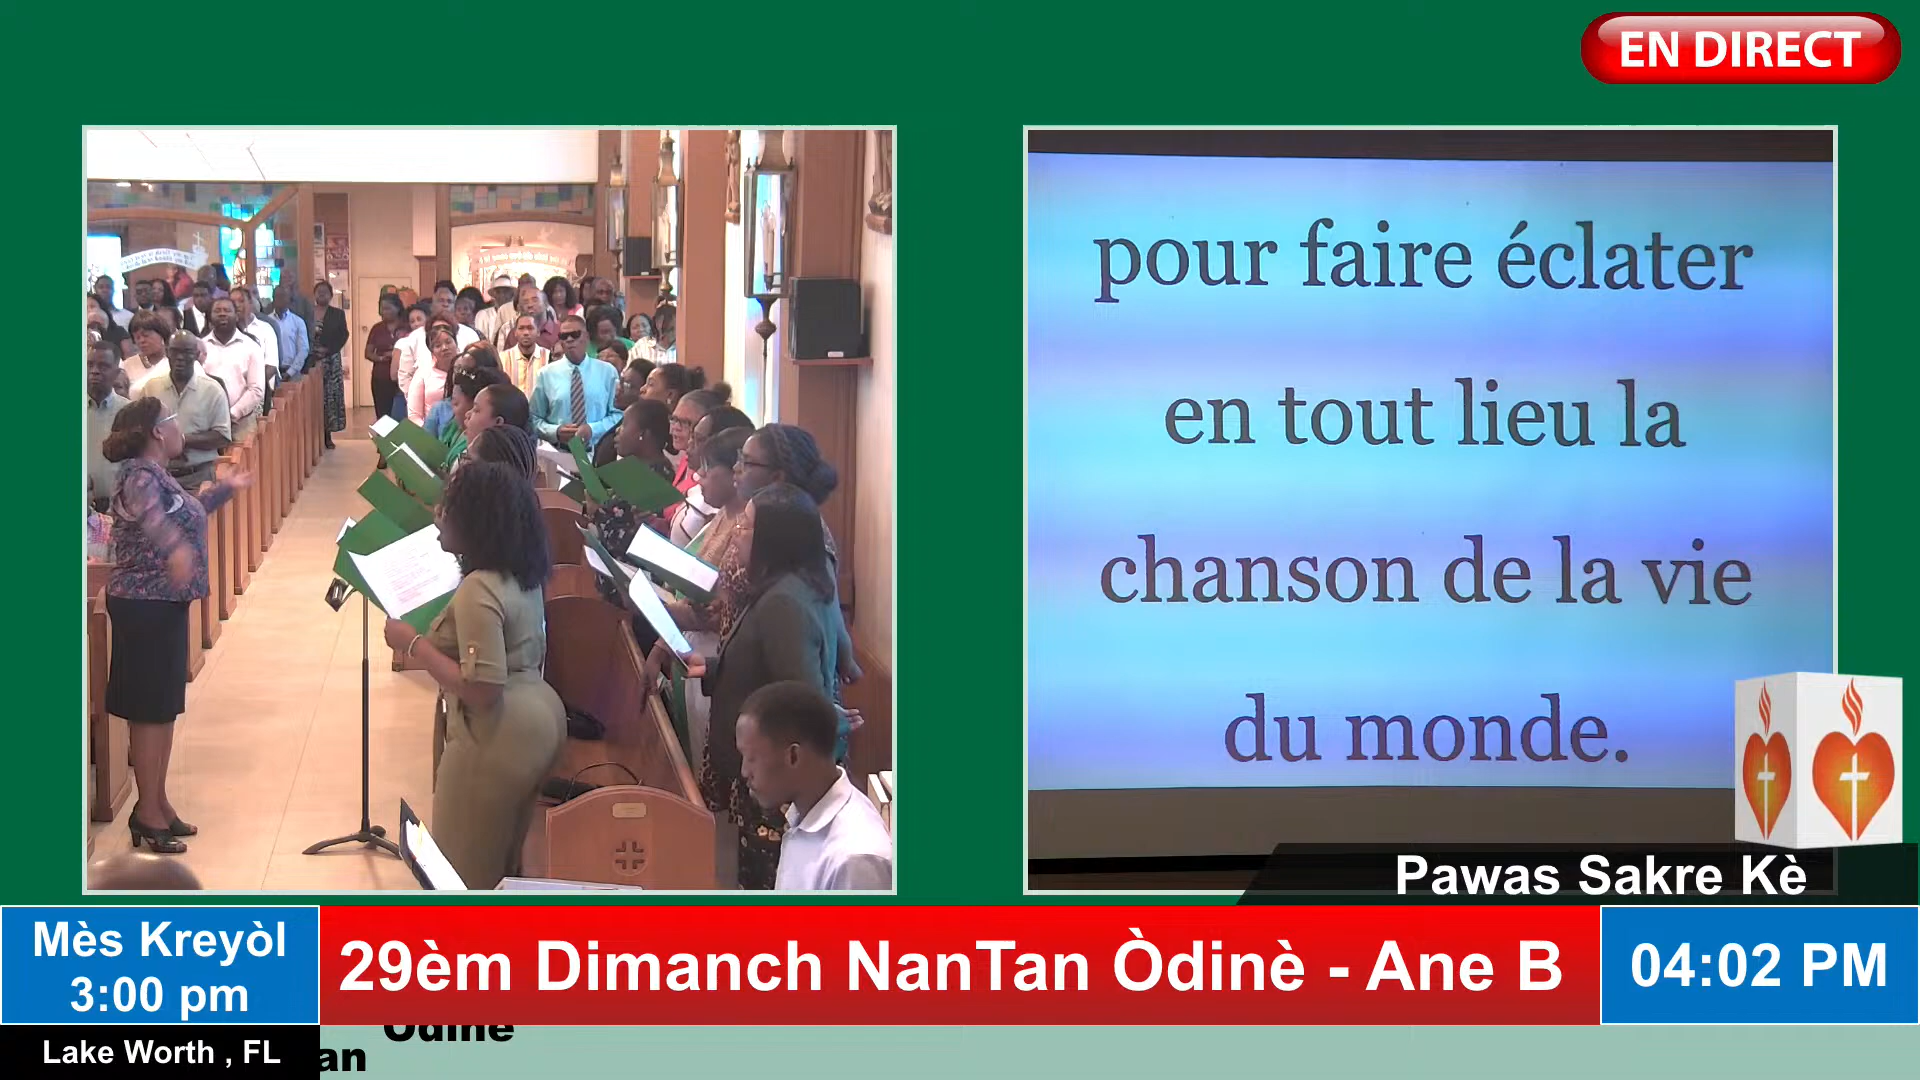 EN DIRECT
pour faire éclater
en tout lieu la
chanson de la vie
du monde.
Pawas Sakre Kè
Mès Kreyòl
3:00 pm
29èm Dimanch NanTan Òdinè - Ane B
04:02 PM
Lake Worth , FL
an